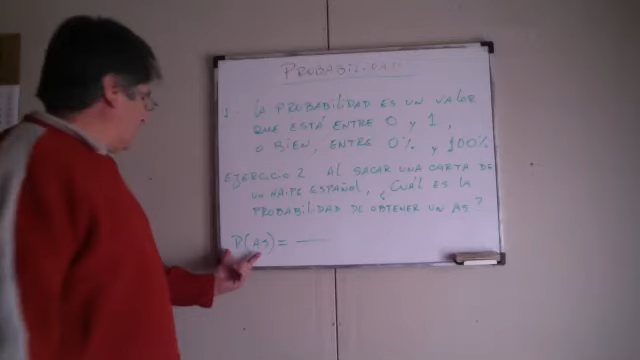 PROBABILIDAD
1. LA PROBABILIDAD ES UN VALOR
QUE ESTÁ ENTRE 0 y 1,
O BIEN, ENTRE 0% y 100%
EJERCICIO 2 AL SACAR UNA CARTA DE
UN NAIPE ESPAÑOL, ¿CUÁL ES LA
PROBABILIDAD DE OBTENER UN AS?
P(AS) = —